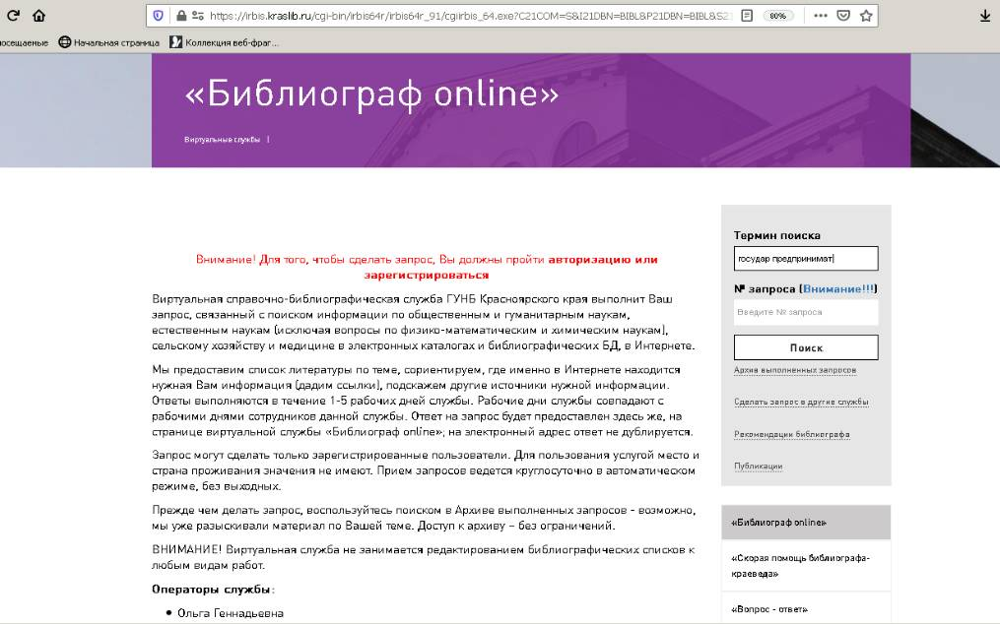 https://irbis.kraslib.ru/cgi-bin/irbis64r/irbis64r_91/cgiirbis_64.exe?C21COM=S&I21DBN=BIBL&P21DBN=BIBL&S21
80%
посещаемые
Начальная страница
Коллекция веб-фраг...
«Библиограф online»
Виртуальные службы |
Внимание! Для того, чтобы сделать запрос, Вы должны пройти авторизацию или
зарегистрироваться
Виртуальная справочно-библиографическая служба ГУНБ Красноярского края выполнит Ваш
запрос, связанный с поиском информации по общественным и гуманитарным наукам,
естественным наукам (исключая вопросы по физико-математическим и химическим наукам),
сельскому хозяйству и медицине в электронных каталогах и библиографических БД, в Интернете.
Мы предоставим список литературы по теме, сориентируем, где именно в Интернете находится
нужная Вам информация (дадим ссылки), подскажем другие источники нужной информации.
Ответы выполняются в течение 1-5 рабочих дней службы. Рабочие дни службы совпадают с
рабочими днями сотрудников данной службы. Ответ на запрос будет предоставлен здесь же, на
странице виртуальной службы «Библиограф online»; на электронный адрес ответ не дублируется.
Запрос могут сделать только зарегистрированные пользователи. Для пользования услугой место и
страна проживания значения не имеют. Прием запросов ведется круглосуточно в автоматическом
режиме, без выходных.
Прежде чем делать запрос, воспользуйтесь поиском в Архиве выполненных запросов - возможно,
мы уже разыскивали материал по Вашей теме. Доступ к архиву – без ограничений.
ВНИМАНИЕ! Виртуальная служба не занимается редактированием библиографических списков к
любым видам работ.
Операторы службы:
Ольга Геннадьевна
Термин поиска
государ предпринимат
№ запроса (Внимание!!!)
Введите № запроса
Поиск
Архив выполненных запросов
Сделать запрос в другие службы
Рекомендации библиографа
Публикации
«Библиограф online»
«Скорая помощь библиографа-
краеведа»
«Вопрос - ответ»